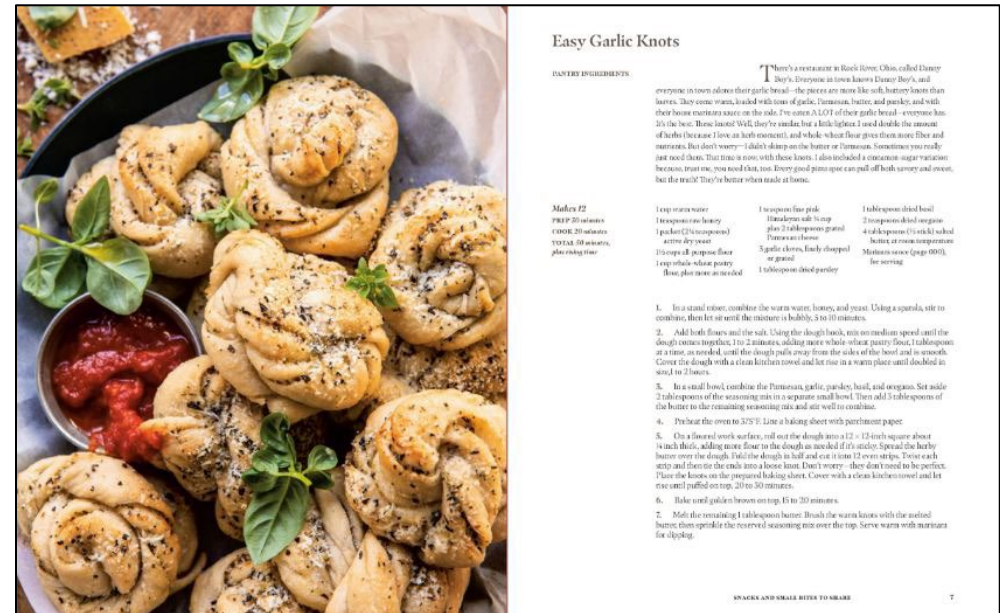 Easy Garlic Knots
PANTRY INGREDIENTS
There's a restaurant in Rock River, Ohio, called Danny
Boy's. Everyone in town knows Danny Boy's, and
everyone in town adores their garlic bread—the pieces are more like soft, buttery knots than
loaves. They come warm, loaded with tons of garlic, Parmesan, butter, and parsley, and with
their house marinara sauce on the side. I've eaten A LOT of their garlic bread—everyone has.
It's the best. These knots? Well, they're similar, but a little lighter. I used double the amount
of herbs (because I love an herb moment), and whole-wheat flour gives them more fiber and
nutrients. But don't worry—I didn't skimp on the butter or Parmesan. Sometimes you really
just need them. That time is now, with these knots. I also included a cinnamon-sugar variation
because, trust me, you need that, too. Every good pizza spot can pull off both savory and sweet,
but the truth? They're better when made at home.
Makes 12
PREP 30 minutes
COOK 20 minutes
TOTAL 50 minutes,
plus rising time
1 cup warm water
1 teaspoon raw honey
1 packet (2¼ teaspoons)
active dry yeast
1½ cups all-purpose flour
1 cup whole-wheat pastry
flour, plus more as needed
1 teaspoon fine pink
Himalayan salt cup
plus 2 tablespoons grated
Parmesan cheese
3 garlic cloves, finely chopped
or grated
1 tablespoon dried parsley
1 tablespoon dried basil
2 teaspoons dried oregano
4 tablespoons (½ stick) salted
butter, at room temperature
Marinara sauce (page 000),
for serving
1. In a stand mixer, combine the warm water, honey, and yeast. Using a spatula, stir to
combine, then let sit until the mixture is bubbly, 5 to 10 minutes.
2. Add both flours and the salt. Using the dough hook, mix on medium speed until the
dough comes together, 1 to 2 minutes, adding more whole-wheat pastry flour, 1 tablespoon
at a time, as needed, until the dough pulls away from the sides of the bowl and is smooth.
Cover the dough with a clean kitchen towel and let rise in a warm place until doubled in
size,1 to 2 hours.
3. In a small bowl, combine the Parmesan, garlic, parsley, basil, and oregano. Set aside
2 tablespoons of the seasoning mix in a separate small bowl. Then add 3 tablespoons of
the butter to the remaining seasoning mix and stir well to combine.
4. Preheat the oven to 375°F. Line a baking sheet with parchment paper.
5. On a floured work surface, roll out the dough into a 12 × 12-inch square about
¼ inch thick, adding more flour to the dough as needed if it's sticky. Spread the herby
butter over the dough. Fold the dough in half and cut it into 12 even strips. Twist each
strip and then tie the ends into a loose knot. Don't worry—they don't need to be perfect.
Place the knots on the prepared baking sheet. Cover with a clean kitchen towel and let
rise until puffed on top, 20 to 30 minutes.
6. Bake until golden brown on top, 15 to 20 minutes.
7. Melt the remaining 1 tablespoon butter. Brush the warm knots with the melted
butter, then sprinkle the reserved seasoning mix over the top. Serve warm with marinara
for dipping.
SNACKS AND SMALL BITES TO SHARE 7